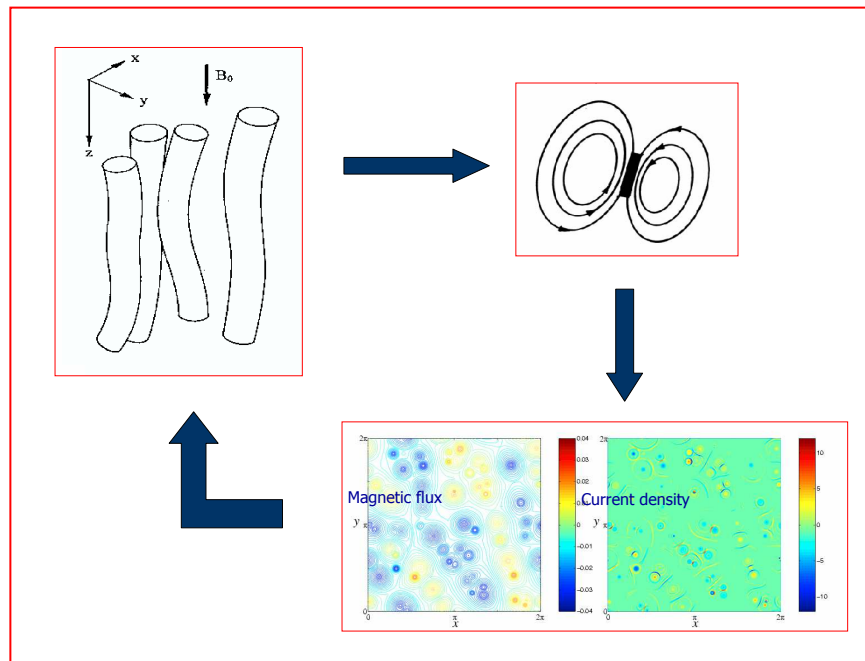 x
B₀
y
z
Magnetic flux
2π
y π
0
0
π
x
2π
0.04
0.03
0.02
0.01
0
−0.01
−0.02
−0.03
−0.04
Current density
2π
y π
0
0
π
x
2π
10
5
0
−5
−10